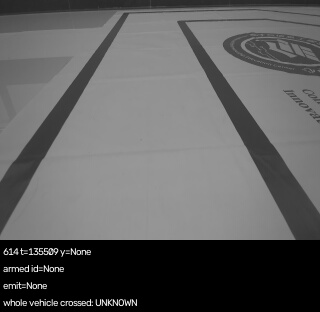 614 t=135509 y=None
armed id=None
emit=None
whole vehicle crossed: UNKNOWN